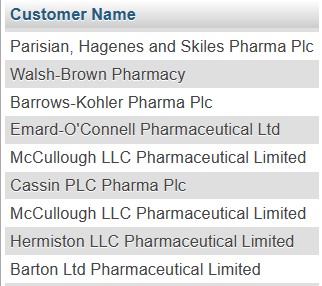 Customer Name
Parisian, Hagenes and Skiles Pharma Plc
Walsh-Brown Pharmacy
Barrows-Kohler Pharma Plc
Emard-O'Connell Pharmaceutical Ltd
McCullough LLC Pharmaceutical Limited
Cassin PLC Pharma Plc
McCullough LLC Pharmaceutical Limited
Hermiston LLC Pharmaceutical Limited
Barton Ltd Pharmaceutical Limited